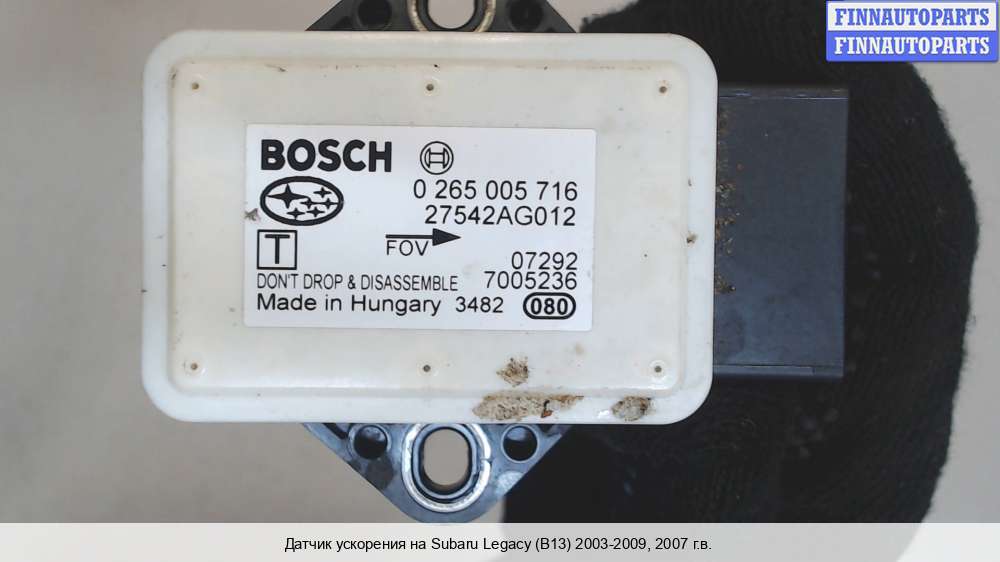 FINNAUTOPARTS
FINNAUTOPARTS
BOSCH
0 265 005 716
27542AG012
T
FOV
07292
DON'T DROP & DISASSEMBLE 7005236
Made in Hungary 3482 080
Датчик ускорения на Subaru Legacy (B13) 2003-2009, 2007 г.в.